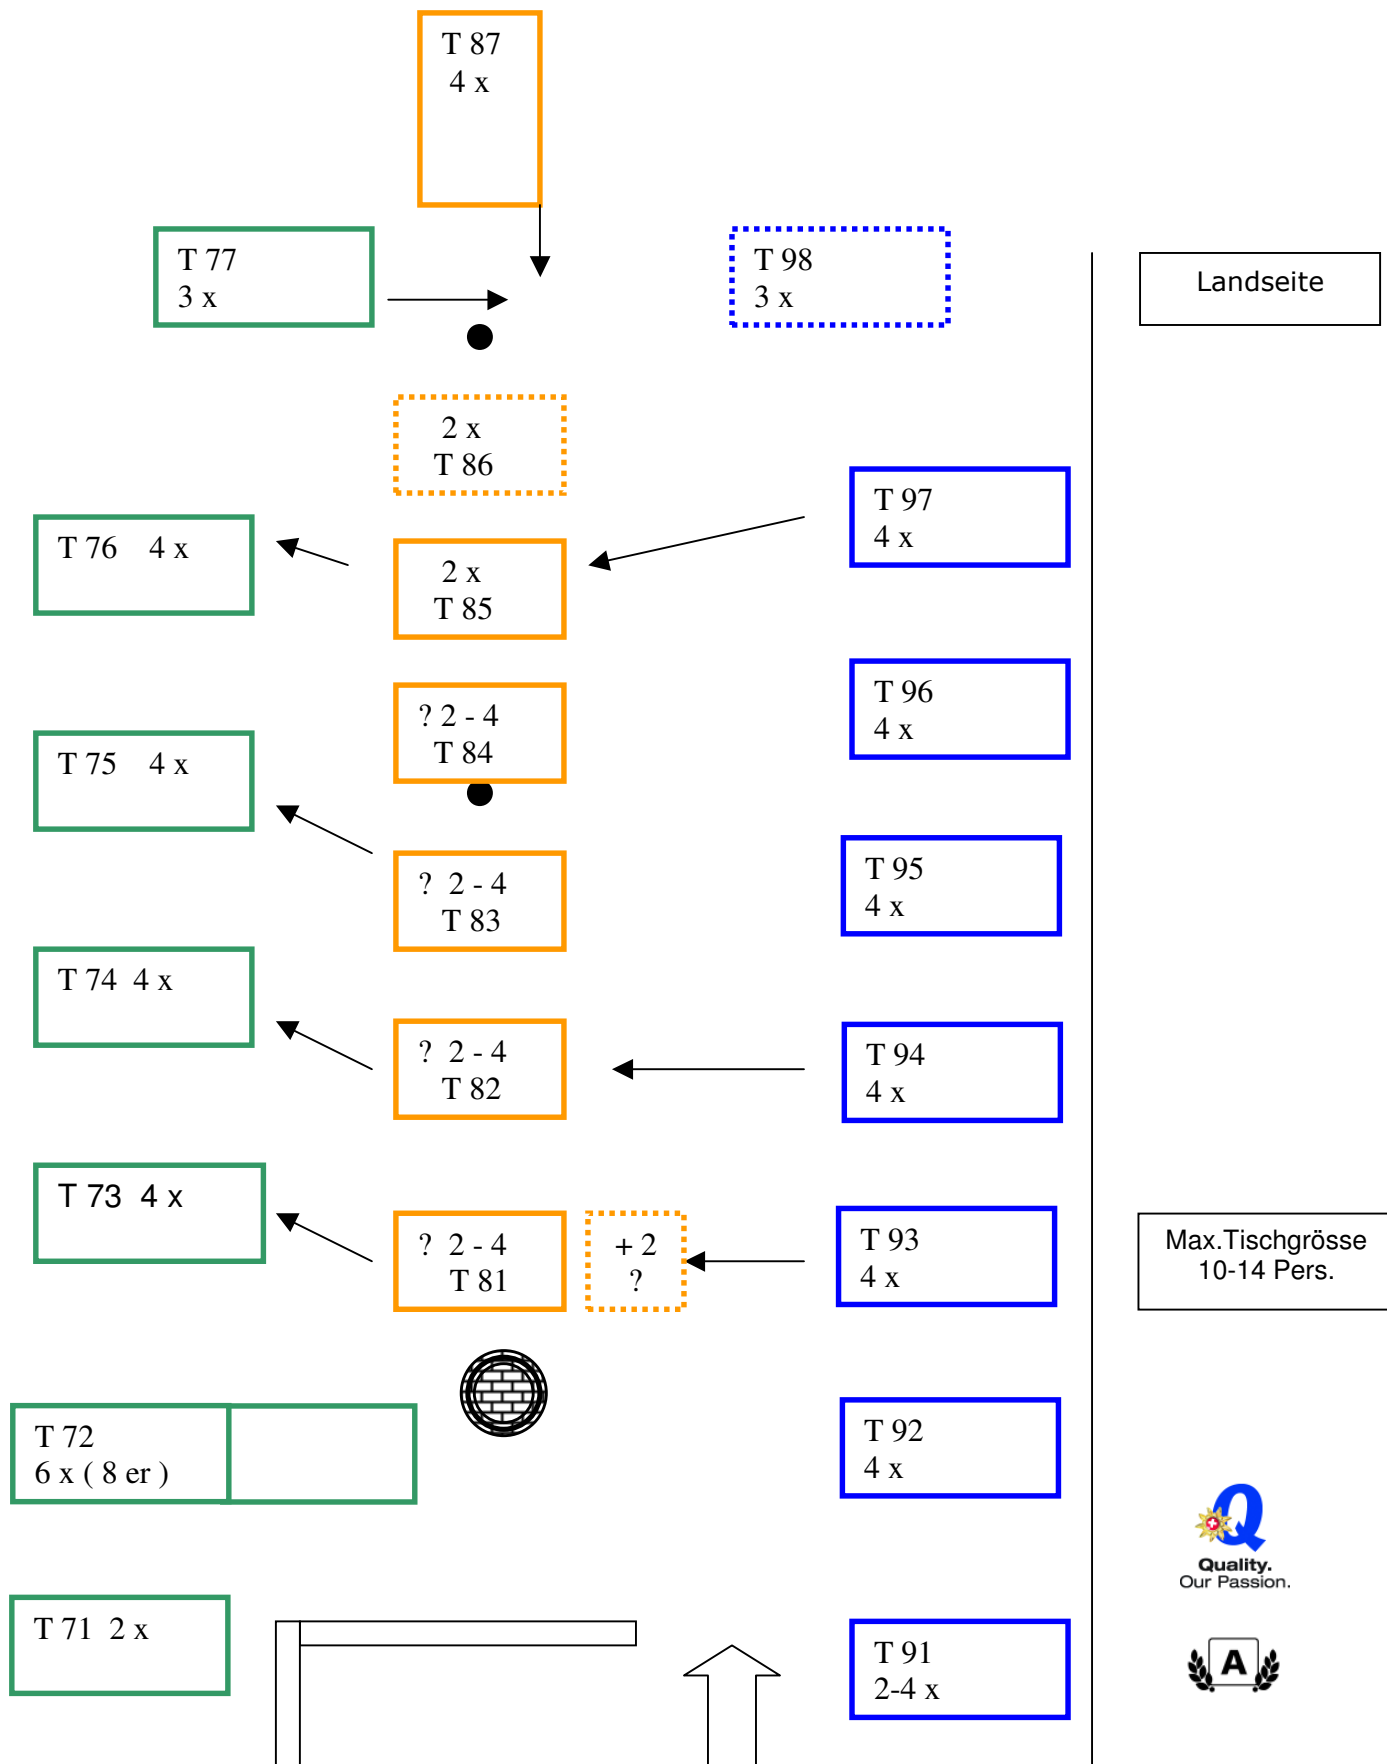 T 87
4 x
T 77
3 x
T 98
3 x
Landseite
2 x
T 86
T 97
4 x
T 76    4 x
2 x
T 85
? 2 - 4
T 84
T 96
4 x
T 75    4 x
?  2 - 4
T 83
T 95
4 x
T 74  4 x
?  2 - 4
T 82
T 94
4 x
T 73  4 x
?  2 - 4
T 81
+ 2
?
T 93
4 x
Max.Tischgrösse
10-14 Pers.
T 72
6 x ( 8 er )
T 92
4 x
Q
Quality.
Our Passion.
T 71  2 x
T 91
2-4 x
A